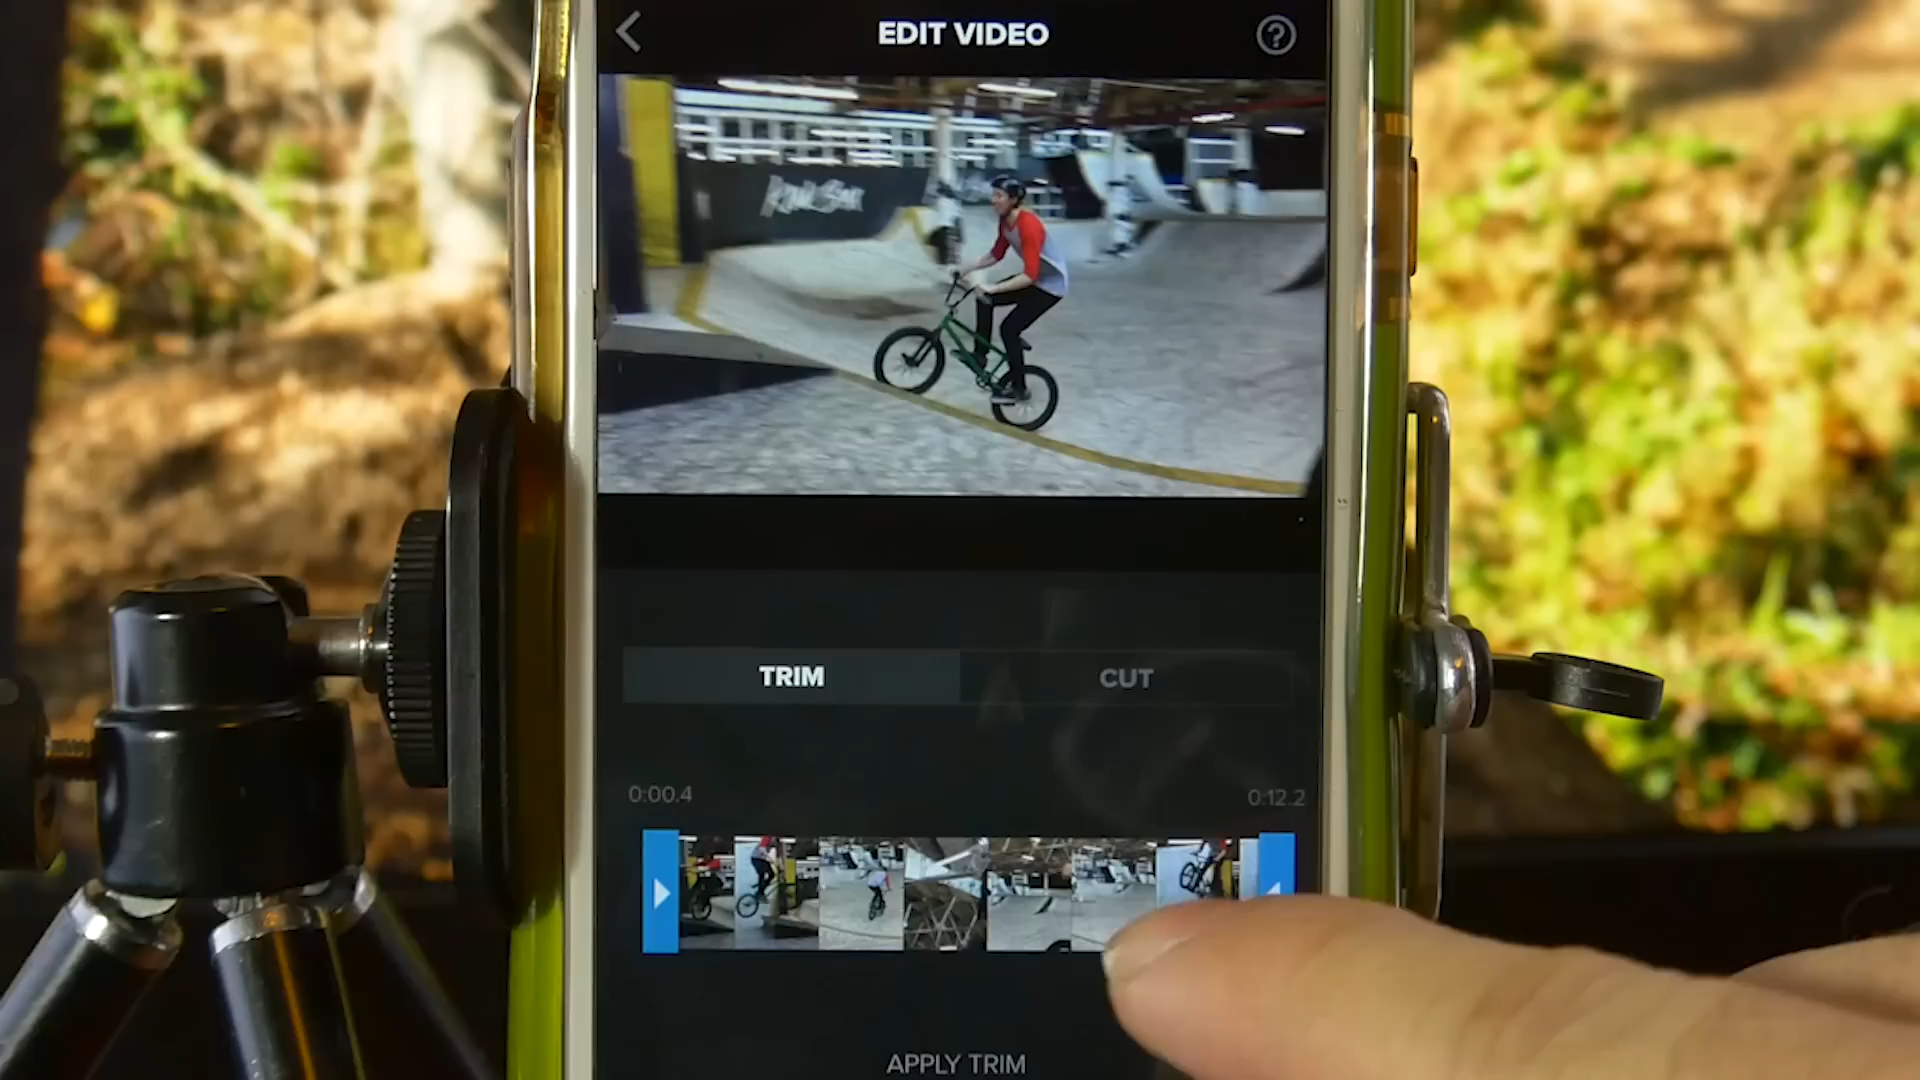 EDIT VIDEO
?
TRIM
CUT
0:00.4
0:12.2
APPLY TRIM